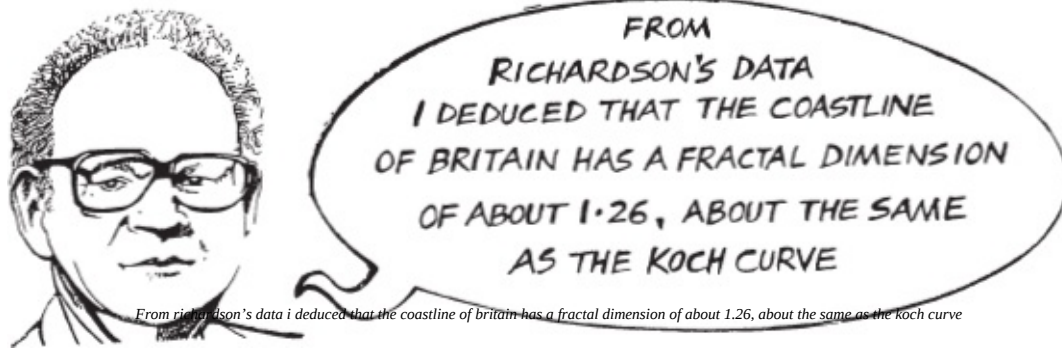 FROM
RICHARDSON'S DATA
I DEDUCED THAT THE COASTLINE
OF BRITAIN HAS A FRACTAL DIMENSION
OF ABOUT 1·26, ABOUT THE SAME
AS THE KOCH CURVE
From richardson’s data i deduced that the coastline of britain has a fractal dimension of about 1.26, about the same as the koch curve